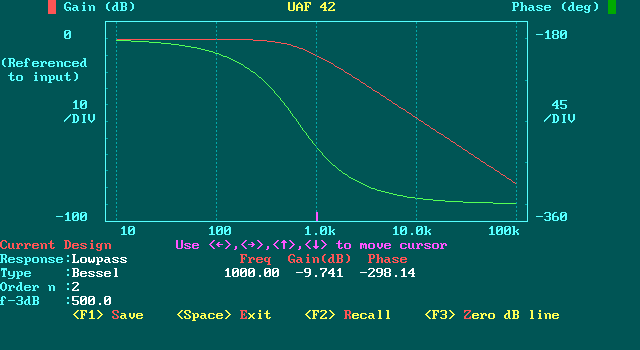 Gain (dB) UAF 42 Phase (deg)
0 -180
(Referenced
to input)
10 45
/DIV /DIV
-100 -360
10 100 1.0k 10.0k 100k
Current Design Use <←>,<→>,<↑>,<↓> to move cursor
Response:Lowpass Freq Gain(dB) Phase
Type :Bessel 1000.00 -9.741 -298.14
Order n :2
f-3dB :500.0
<F1> Save <Space> Exit <F2> Recall <F3> Zero dB line